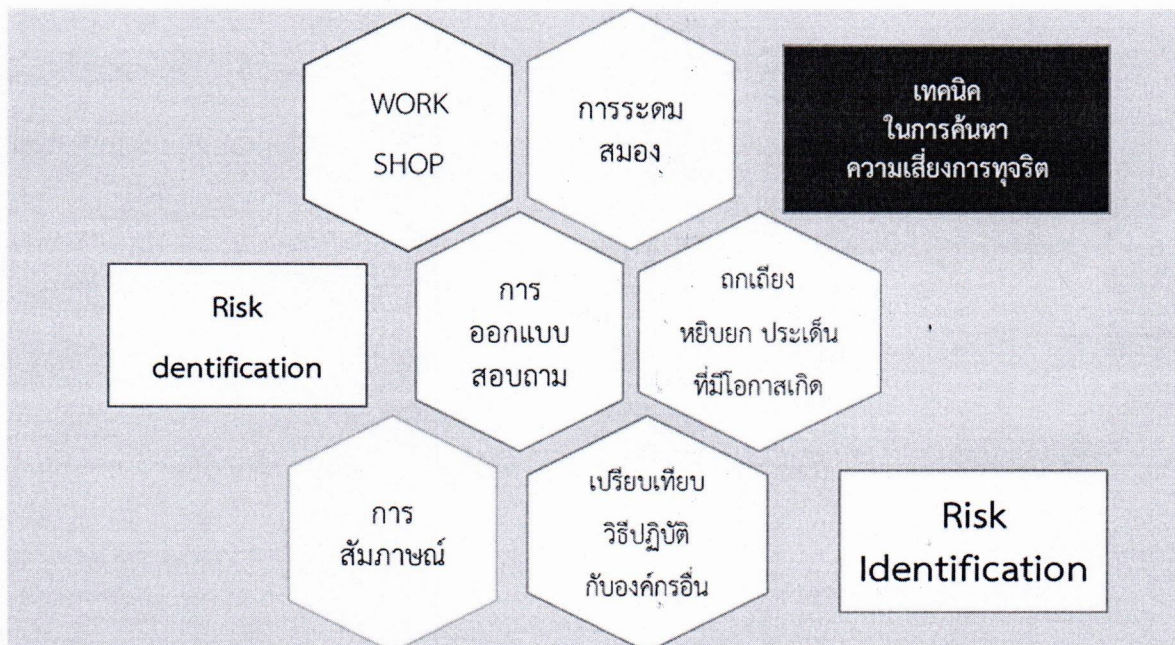 WORK
SHOP
การระดม
สมอง
เทคนิค
ในการค้นหา
ความเสี่ยงการทุจริต
Risk
dentification
การ
ออกแบบ
สอบถาม
ถกเถียง
หยิบยก ประเด็น
ที่มีโอกาสเกิด
การ
สัมภาษณ์
เปรียบเทียบ
วิธีปฏิบัติ
กับองค์กรอื่น
Risk
Identification